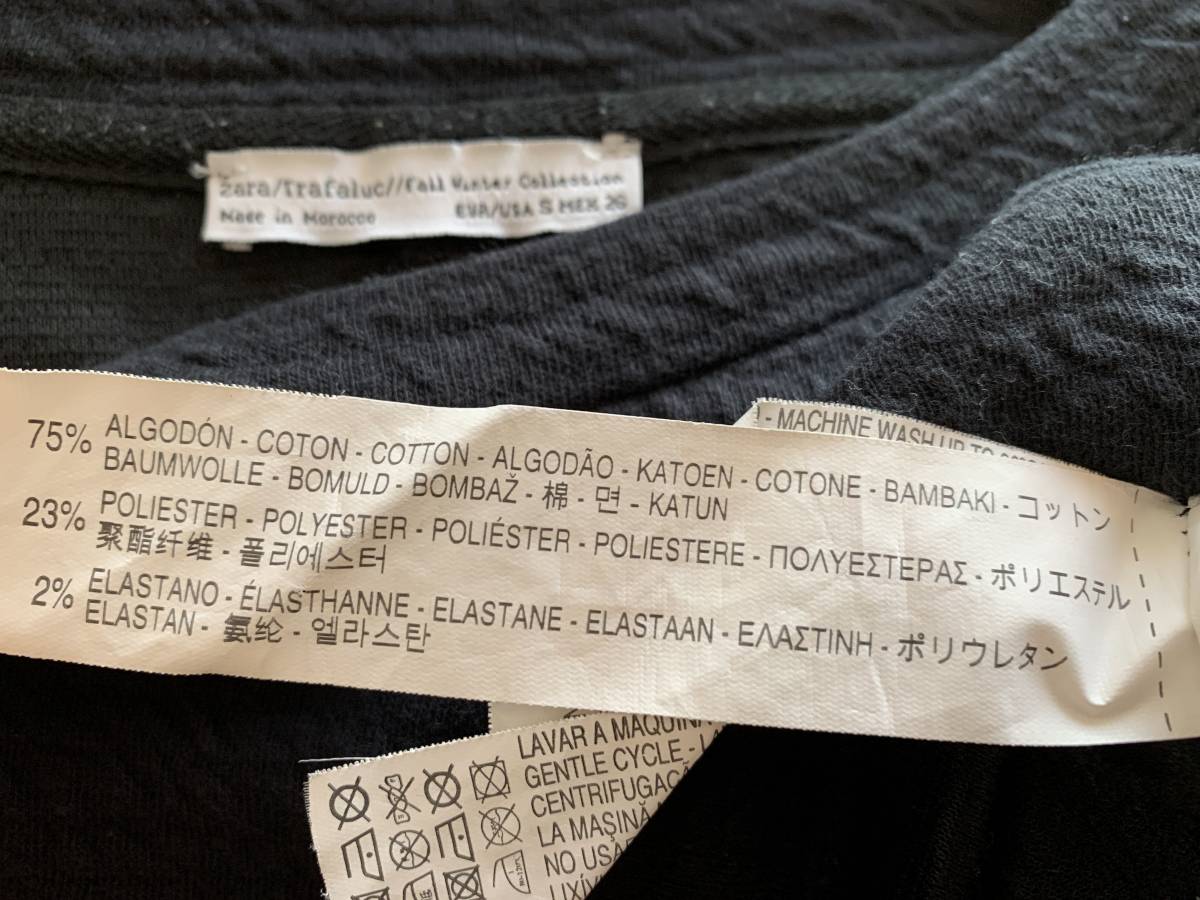 zara/trafaluc//fall Winter Collection
Made in Morocco EUR/USA S MEX 26
- MACHINE WASH UP TO
75% ALGODÓN - COTON - COTTON - ALGODÃO - KATOEN - COTONE - BAMBAKI - コットン
BAUMWOLLE - BOMULD - BOMBAŽ - 棉 - 면 - KATUN
23% POLIESTER - POLYESTER - POLIÉSTER - POLIESTERE - ΠΟΛΥΕΣΤΕΡΑΣ - ポリエステル
聚酯纤维 - 폴리에스터
2% ELASTANO - ÉLASTHANNE - ELASTANE - ELASTAAN - ΕΛΑΣΤΙΝΗ - ポリウレタン
ELASTAN - 氨纶 - 엘라스탄
LAVAR A MAQUIN
GENTLE CYCLE -
CENTRIFUGAÇ
LA MAŞINĂ
NO USA
LIXÍV